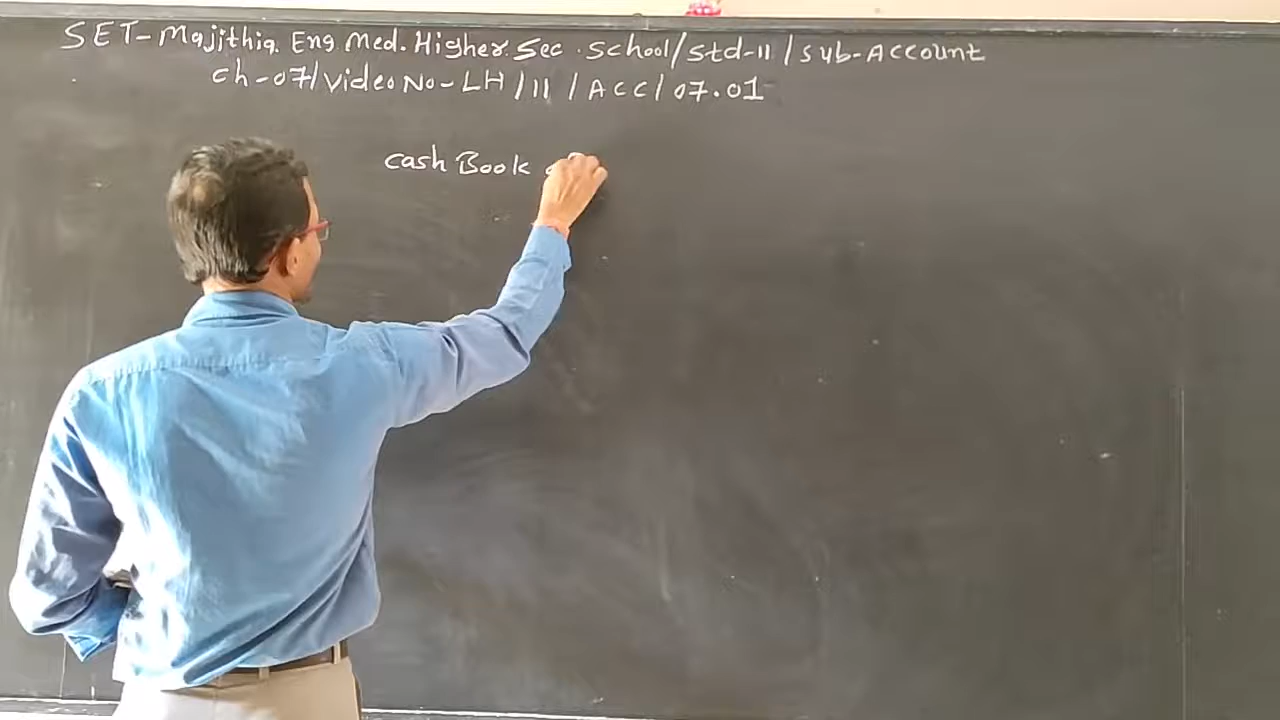 SET-Majithia Eng Med. Higher. Sec. School/Std-11/Sub-Account
Ch-07/Video No-LH/11/ACC/07.01
Cash Book